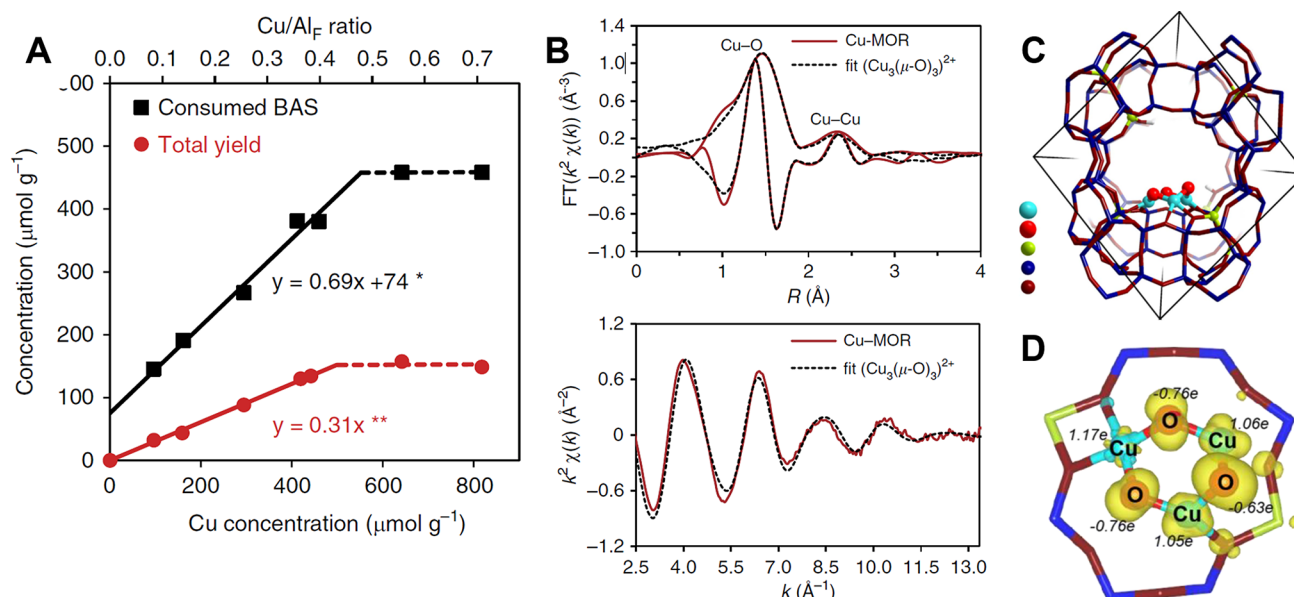 A
Cu/AlF ratio
0.0 0.1 0.2 0.3 0.4 0.5 0.6 0.7
Concentration (μmol g−1)
00
500
400
300
200
100
0
Consumed BAS
Total yield
y = 0.69x +74 *
y = 0.31x **
0 200 400 600 800
Cu concentration (μmol g−1)
B
FT(k2 χ(k)) (Å−3)
1.4
1.0
0.6
0.2
−0.2
−0.6
−1.0
Cu–O
Cu–Cu
Cu-MOR
fit (Cu3(μ-O)3)2+
0 1 2 3 4
R (Å)
k2 χ(k) (Å−2)
1.2
0.6
0
−0.6
−1.2
Cu–MOR
fit (Cu3(μ-O)3)2+
2.5 4.0 5.5 7.0 8.5 10.0 11.5 13.0
k (Å−1)
C
D
-0.76e
O
1.06e
1.17e
Cu
Cu
O
O
-0.63e
-0.76e
Cu
1.05e